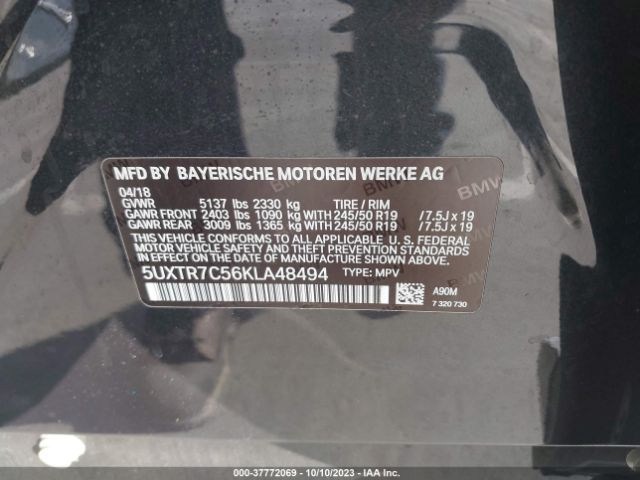 MFD BY BAYERISCHE MOTOREN WERKE AG
04/18
GVWR 5137 lbs 2330 kg TIRE / RIM
GAWR FRONT 2403 lbs 1090 kg WITH 245/50 R19 / 7.5J x 19
GAWR REAR 3009 lbs 1365 kg WITH 245/50 R19 / 7.5J x 19
THIS VEHICLE CONFORMS TO ALL APPLICABLE U.S. FEDERAL
MOTOR VEHICLE SAFETY AND THEFT PREVENTION STANDARDS
IN EFFECT ON THE DATE OF MANUFACTURE SHOWN ABOVE.
5UXTR7C56KLA48494 TYPE: MPV
A90M
7 320 730
000-37772069 - 10/10/2023 - IAA Inc.